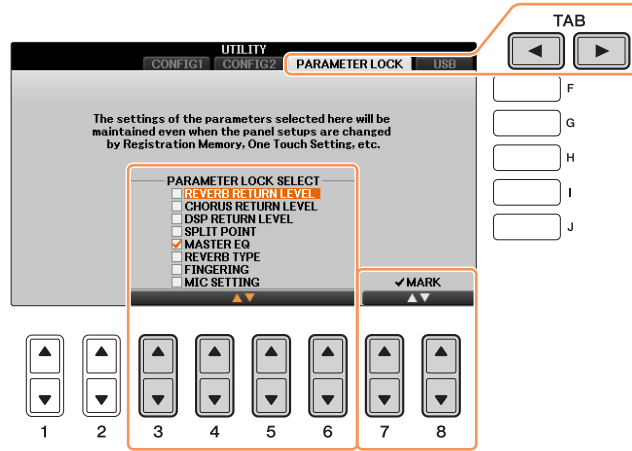 TAB
UTILITY
CONFIG1 CONFIG2 PARAMETER LOCK USB
F
The settings of the parameters selected here will be
maintained even when the panel setups are changed
by Registration Memory, One Touch Setting, etc.
G
H
I
J
PARAMETER LOCK SELECT
REVERB RETURN LEVEL
CHORUS RETURN LEVEL
DSP RETURN LEVEL
SPLIT POINT
MASTER EQ
REVERB TYPE
FINGERING
MIC SETTING
MARK
1 2 3 4 5 6 7 8